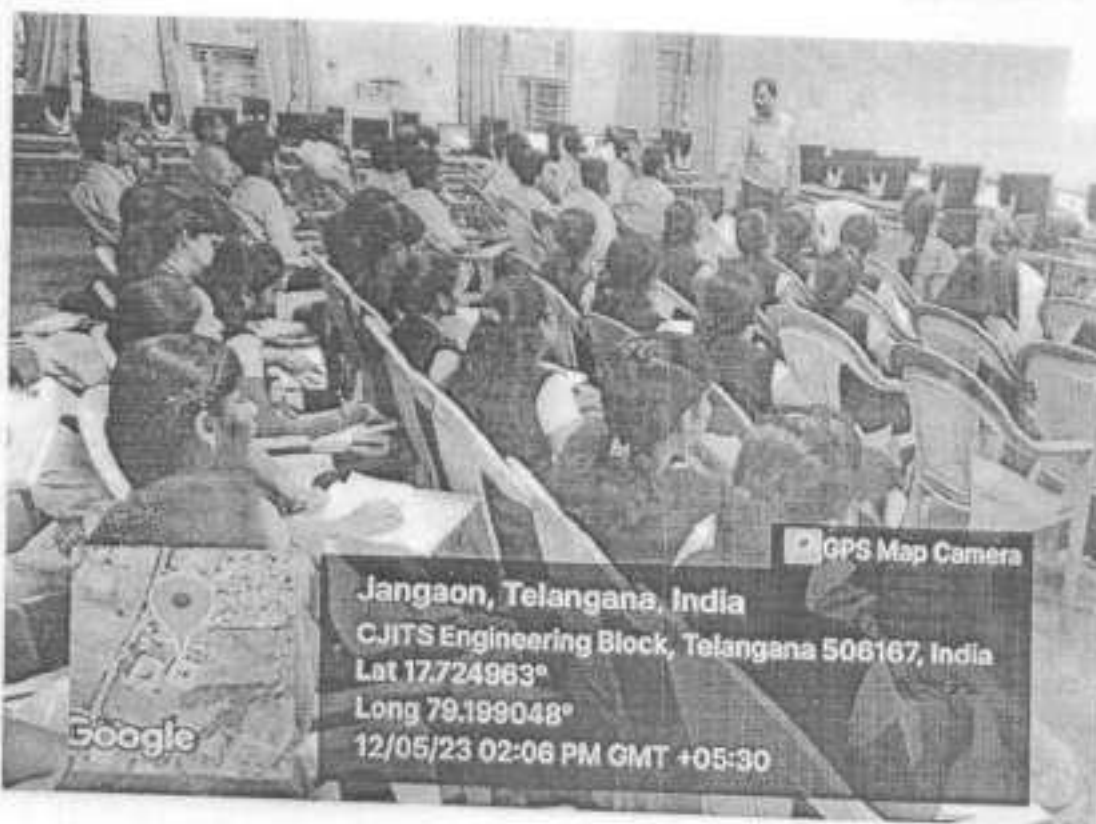 GPS Map Camera
Jangaon, Telangana, India
CJITS Engineering Block, Telangana 506167, India
Lat 17.724963°
Long 79.199048°
12/05/23 02:06 PM GMT +05:30
Google